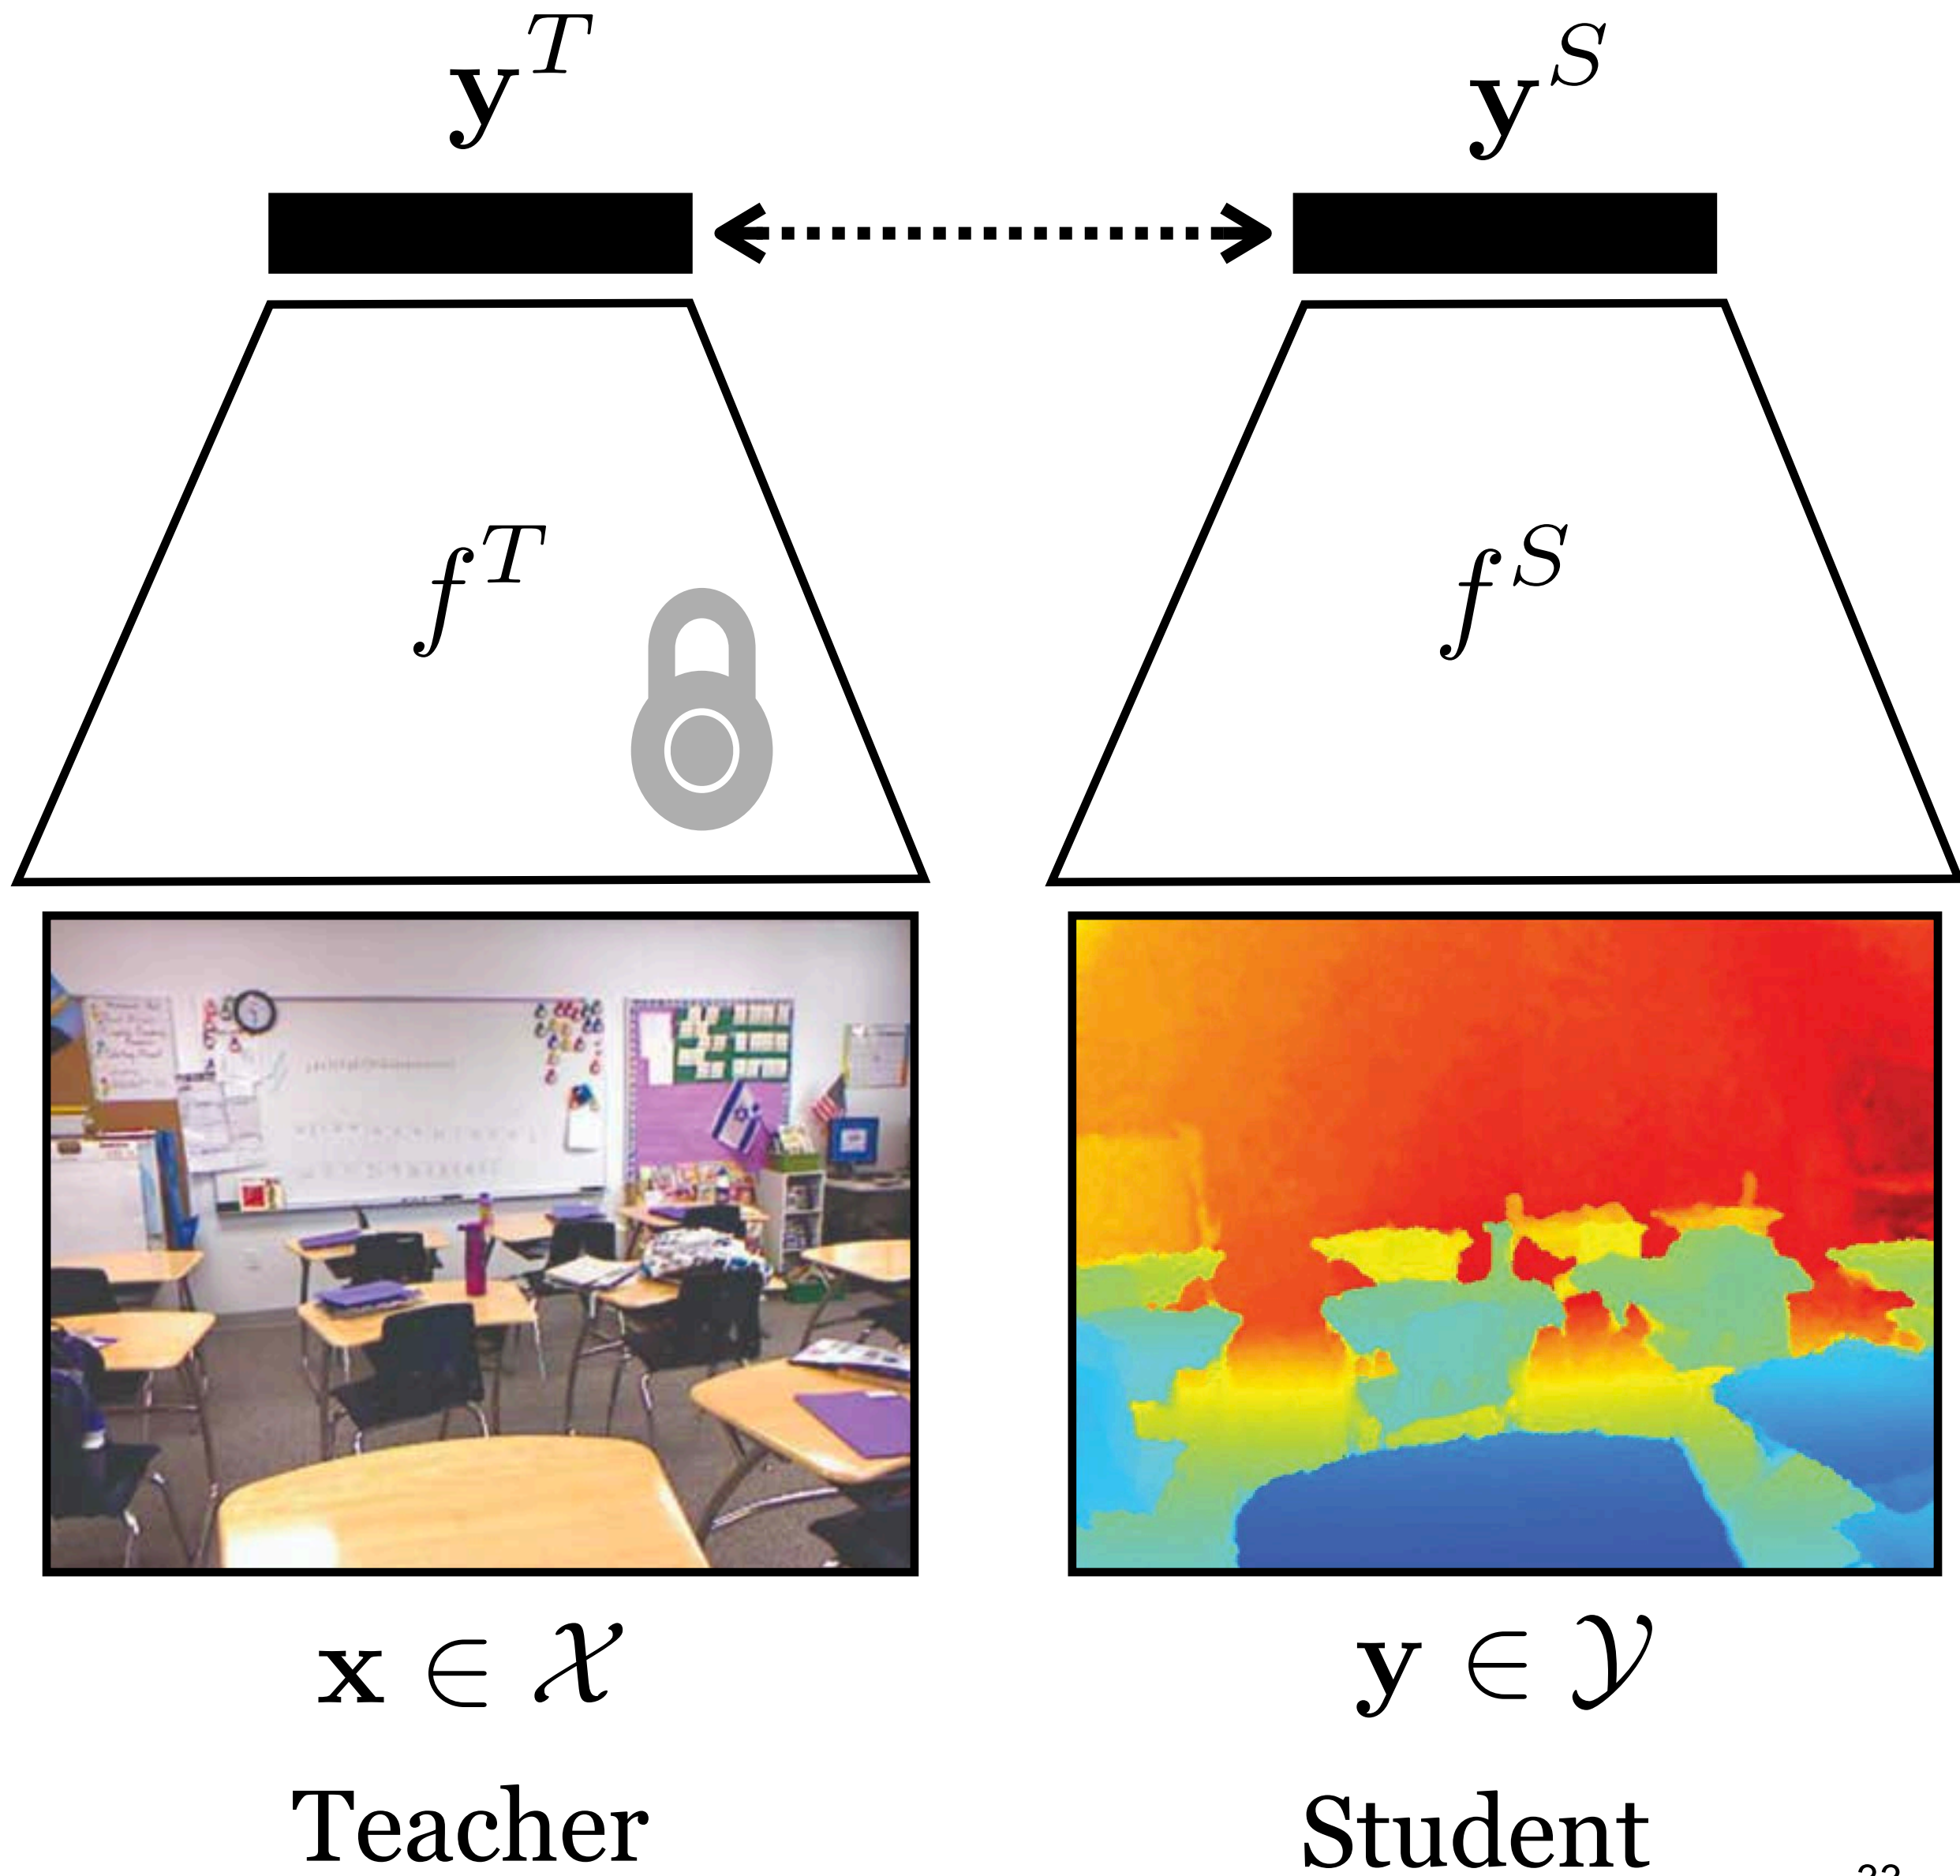 𝐲^T 𝐲^S
f^T f^S
𝐱 ∈ 𝒳 𝐲 ∈ 𝒴
Teacher Student